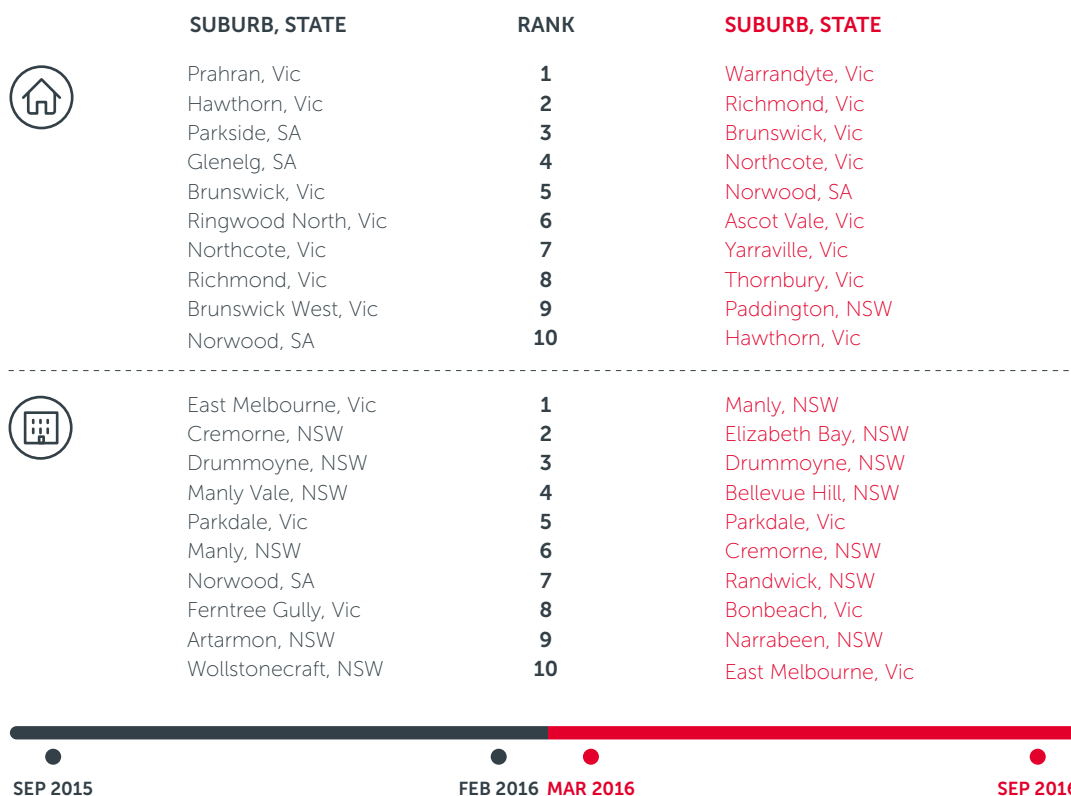 SUBURB, STATE RANK SUBURB, STATE
Prahran, Vic 1 Warrandyte, Vic
Hawthorn, Vic 2 Richmond, Vic
Parkside, SA 3 Brunswick, Vic
Glenelg, SA 4 Northcote, Vic
Brunswick, Vic 5 Norwood, SA
Ringwood North, Vic 6 Ascot Vale, Vic
Northcote, Vic 7 Yarraville, Vic
Richmond, Vic 8 Thornbury, Vic
Brunswick West, Vic 9 Paddington, NSW
Norwood, SA 10 Hawthorn, Vic
East Melbourne, Vic 1 Manly, NSW
Cremorne, NSW 2 Elizabeth Bay, NSW
Drummoyne, NSW 3 Drummoyne, NSW
Manly Vale, NSW 4 Bellevue Hill, NSW
Parkdale, Vic 5 Parkdale, Vic
Manly, NSW 6 Cremorne, NSW
Norwood, SA 7 Randwick, NSW
Ferntree Gully, Vic 8 Bonbeach, Vic
Artarmon, NSW 9 Narrabeen, NSW
Wollstonecraft, NSW 10 East Melbourne, Vic
SEP 2015 FEB 2016 MAR 2016 SEP 2016